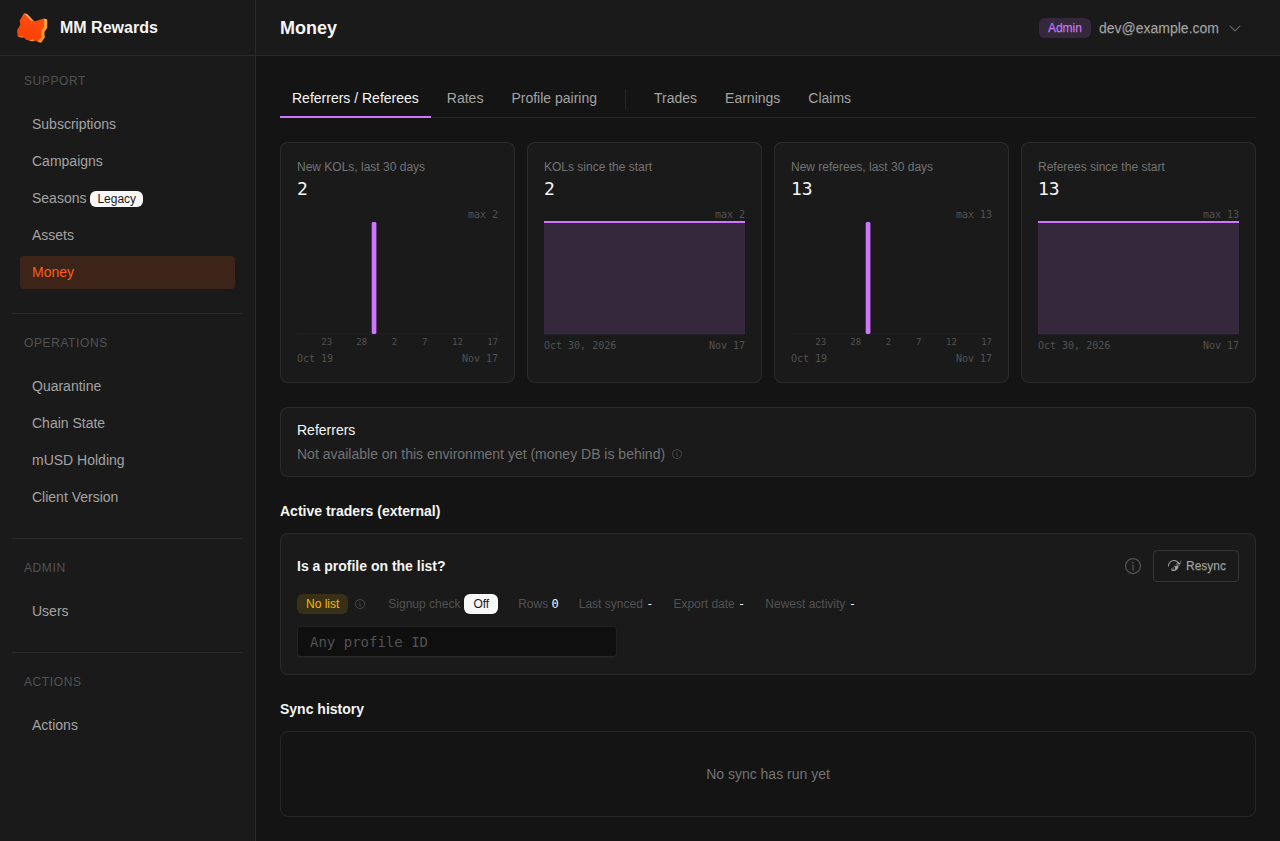 MM Rewards
Money
Admin dev@example.com
SUPPORT
Subscriptions
Campaigns
Seasons Legacy
Assets
Money
OPERATIONS
Quarantine
Chain State
mUSD Holding
Client Version
ADMIN
Users
ACTIONS
Actions
Referrers / Referees Rates Profile pairing Trades Earnings Claims
New KOLs, last 30 days
2
max 2
23 28 2 7 12 17
Oct 19 Nov 17
KOLs since the start
2
max 2
Oct 30, 2026 Nov 17
New referees, last 30 days
13
max 13
23 28 2 7 12 17
Oct 19 Nov 17
Referees since the start
13
max 13
Oct 30, 2026 Nov 17
Referrers
Not available on this environment yet (money DB is behind)
Active traders (external)
Is a profile on the list?
Resync
No list Signup check Off Rows 0 Last synced - Export date - Newest activity -
Any profile ID
Sync history
No sync has run yet